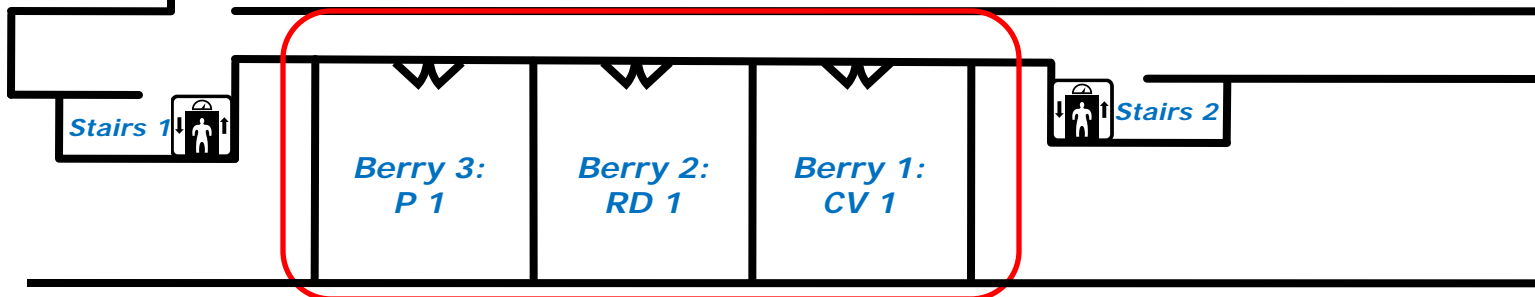 Stairs 1
Stairs 2
Berry 3:
P 1
Berry 2:
RD 1
Berry 1:
CV 1